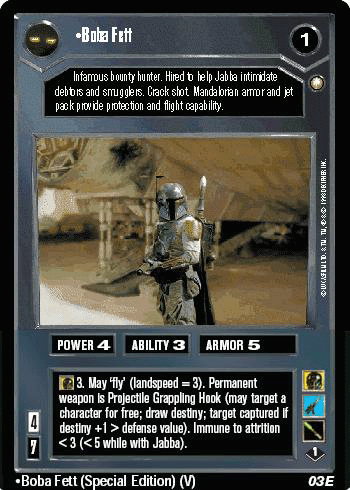 •Boba Fett
1
Infamous bounty hunter. Hired to help Jabba intimidate
debtors and smugglers. Crack shot. Mandalorian armor and jet
pack provide protection and flight capability.
POWER 4 ABILITY 3 ARMOR 5
3. May 'fly' (landspeed = 3). Permanent
weapon is Projectile Grappling Hook (may target a
character for free; draw destiny; target captured if
destiny +1 > defense value). Immune to attrition
< 3 (< 5 while with Jabba).
4
7
1
•Boba Fett (Special Edition) (V)
03E